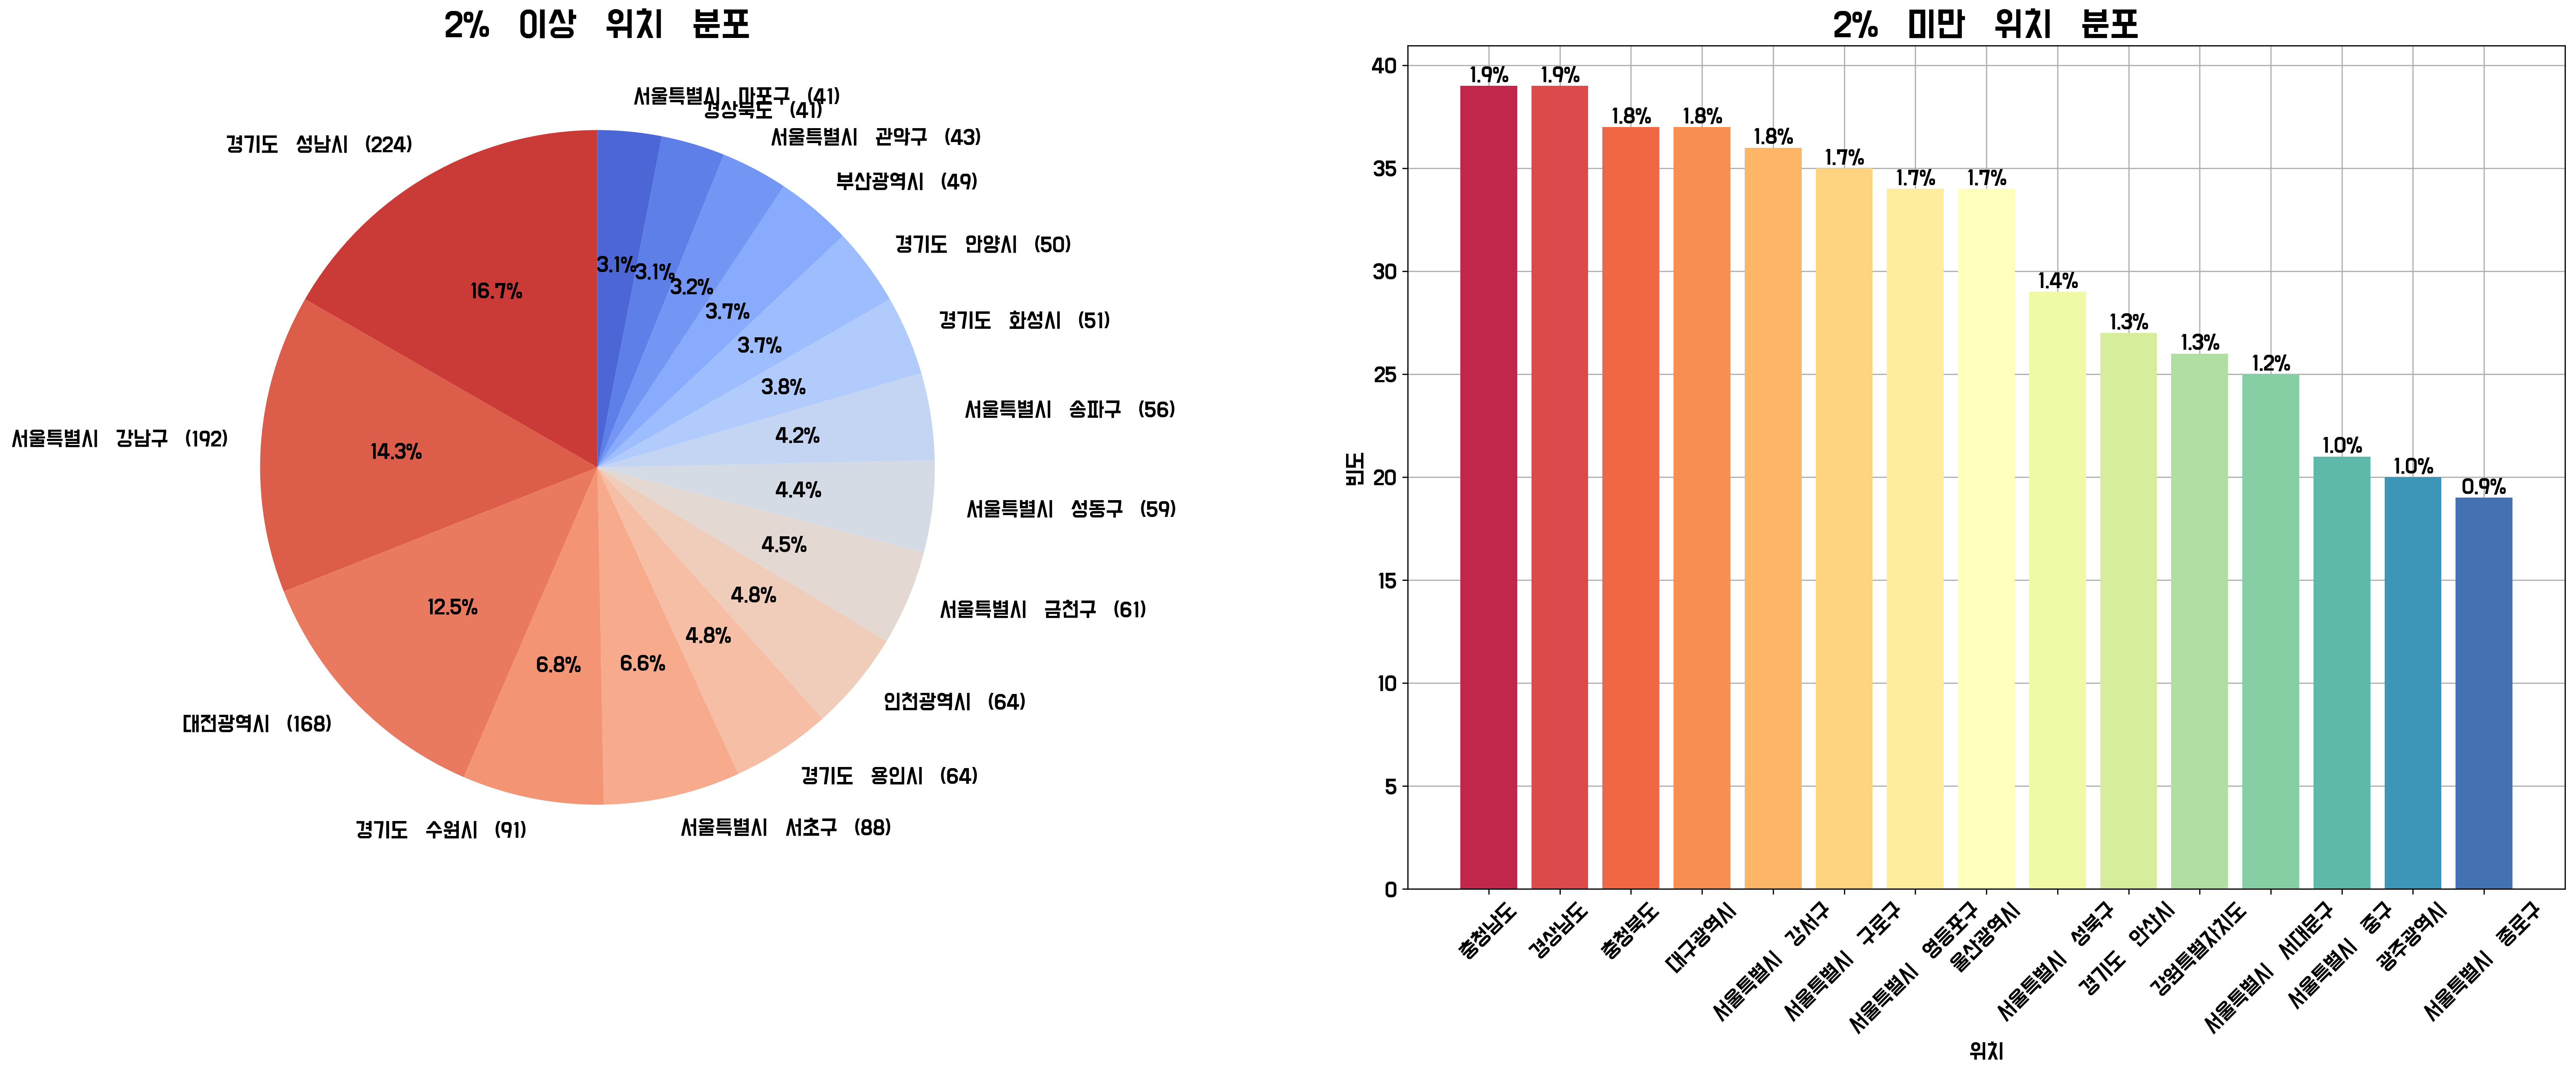 2% 이상 위치 분포
서울특별시 마포구 (41)
경상북도 (41)
서울특별시 관악구 (43)
경기도 성남시 (224)
부산광역시 (49)
경기도 안양시 (50)
경기도 화성시 (51)
서울특별시 송파구 (56)
서울특별시 강남구 (192)
서울특별시 성동구 (59)
서울특별시 금천구 (61)
인천광역시 (64)
대전광역시 (168)
경기도 용인시 (64)
경기도 수원시 (91)
서울특별시 서초구 (88)
3.1%
3.1%
3.2%
16.7%
3.7%
3.7%
3.8%
4.2%
14.3%
4.4%
4.5%
4.8%
12.5%
4.8%
6.8%
6.6%
2% 미만 위치 분포
40
35
30
25
20
15
10
5
0
빈도
1.9%
1.9%
1.8%
1.8%
1.8%
1.7%
1.7%
1.7%
1.4%
1.3%
1.3%
1.2%
1.0%
1.0%
0.9%
충청남도
경상남도
충청북도
대구광역시
서울특별시 강서구
서울특별시 구로구
서울특별시 영등포구
울산광역시
서울특별시 성북구
경기도 안산시
강원특별자치도
서울특별시 서대문구
서울특별시 중구
광주광역시
서울특별시 종로구
위치